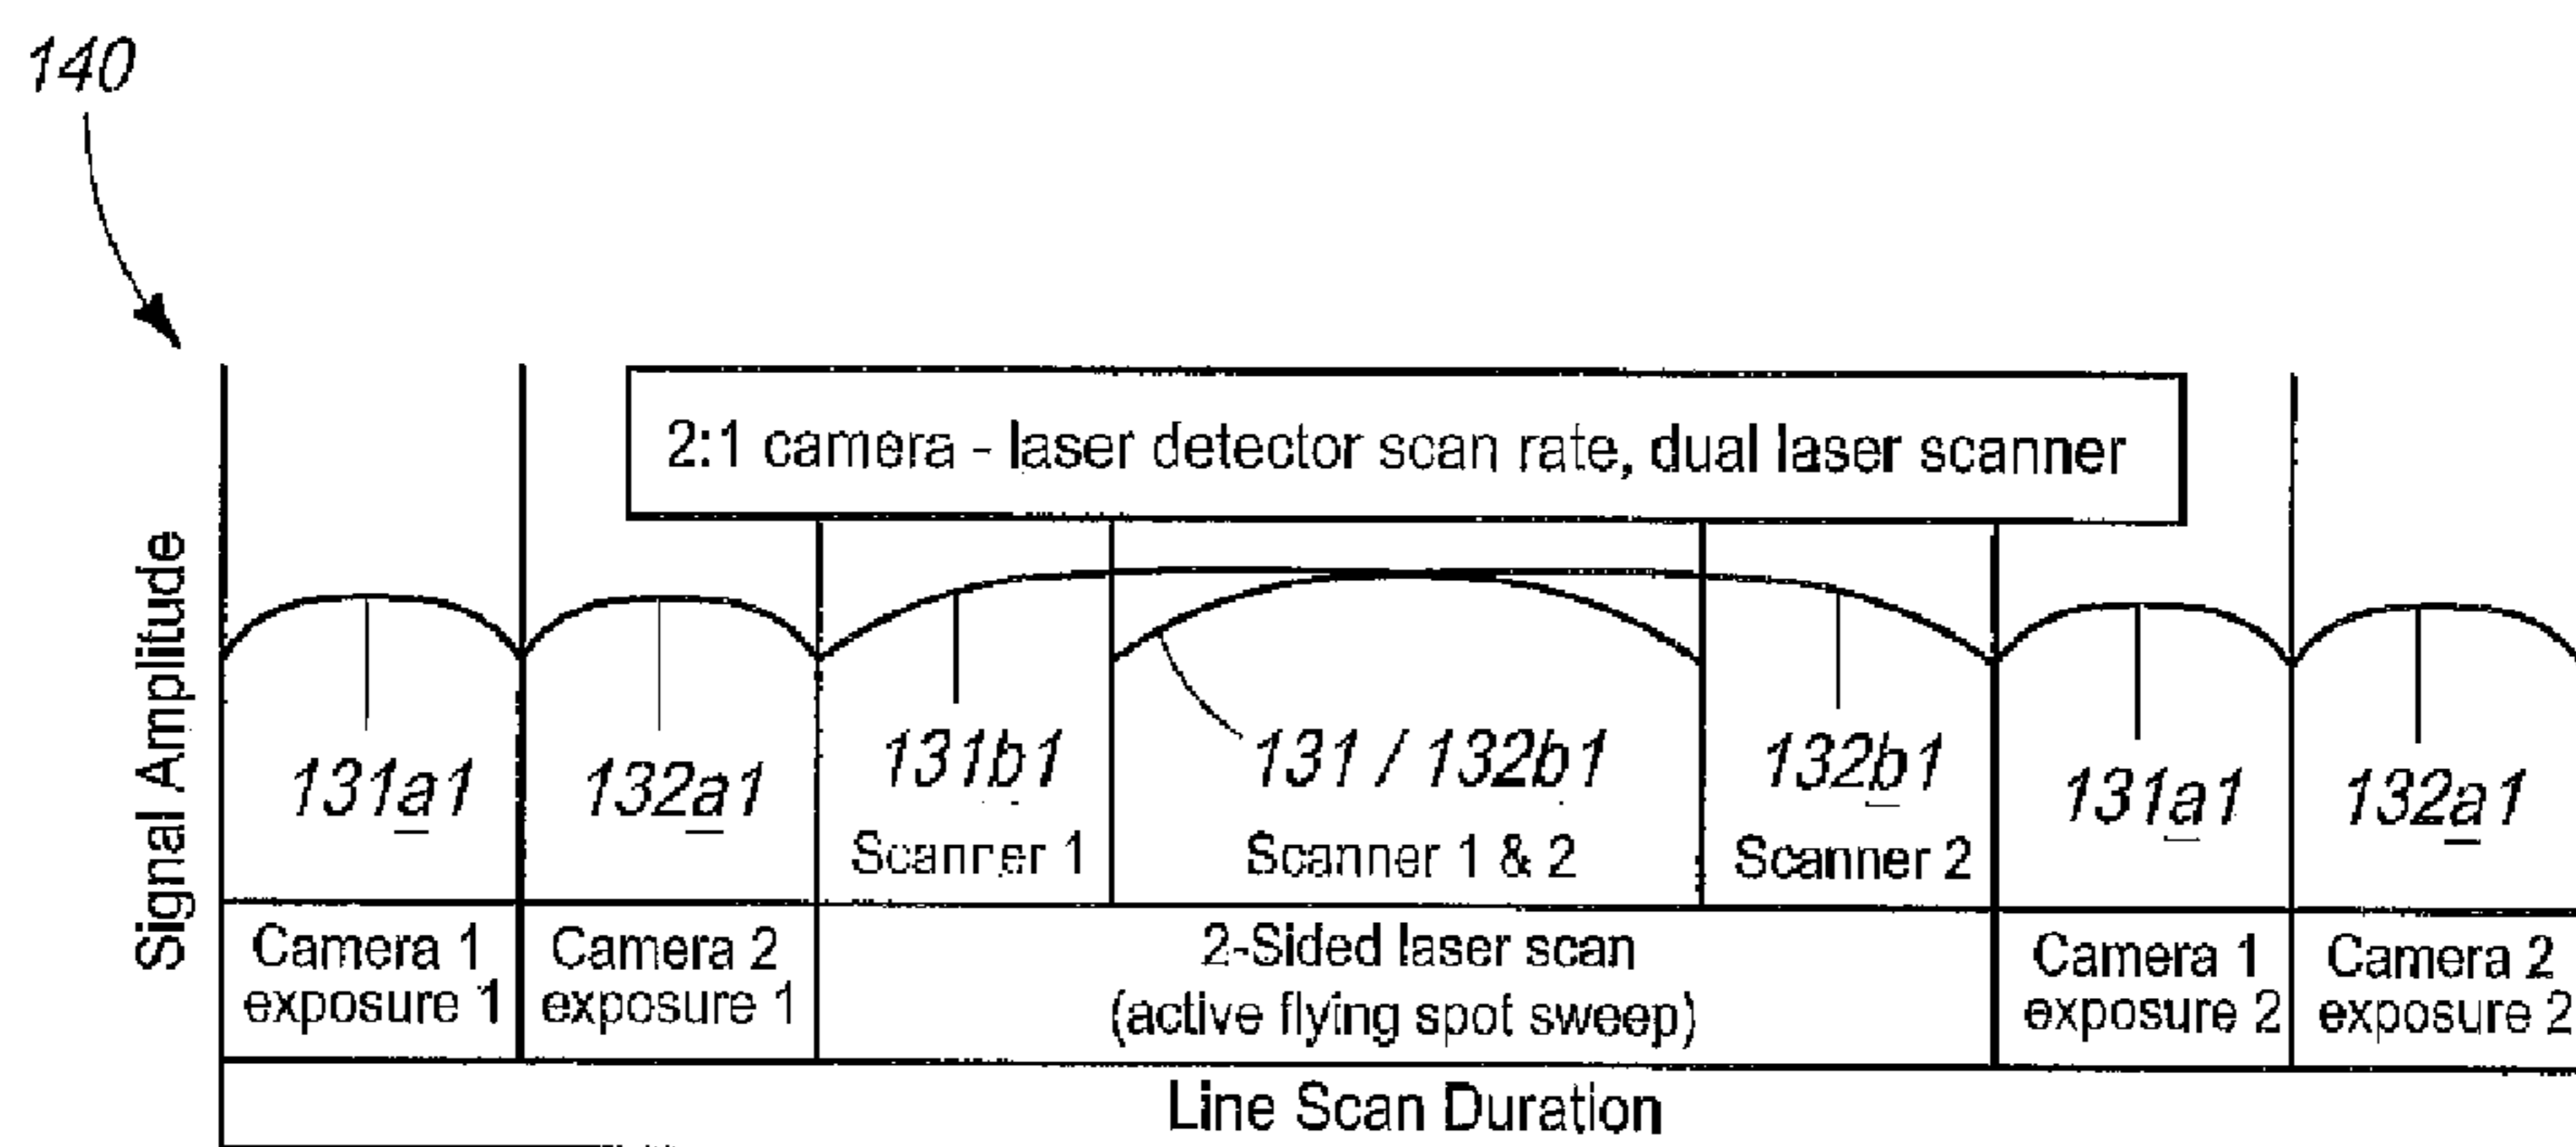 140
2:1 camera - laser detector scan rate, dual laser scanner
Signal Amplitude
131a1
132a1
131b1
131 / 132b1
132b1
131a1
132a1
Scanner 1
Scanner 1 & 2
Scanner 2
Camera 1
exposure 1
Camera 2
exposure 1
2-Sided laser scan
(active flying spot sweep)
Camera 1
exposure 2
Camera 2
exposure 2
Line Scan Duration